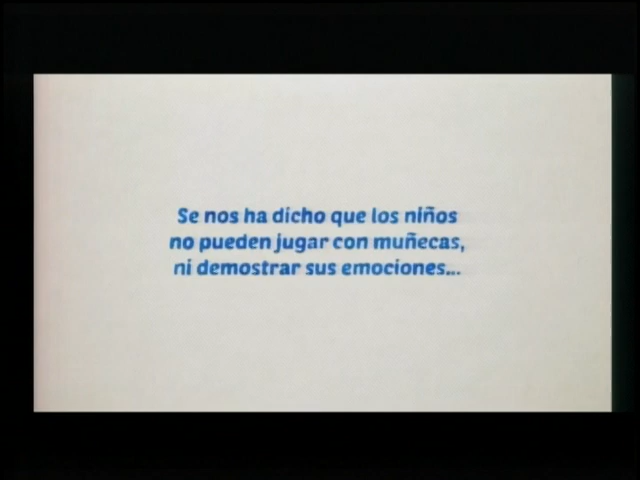 Se nos ha dicho que los niños
no pueden jugar con muñecas,
ni demostrar sus emociones...